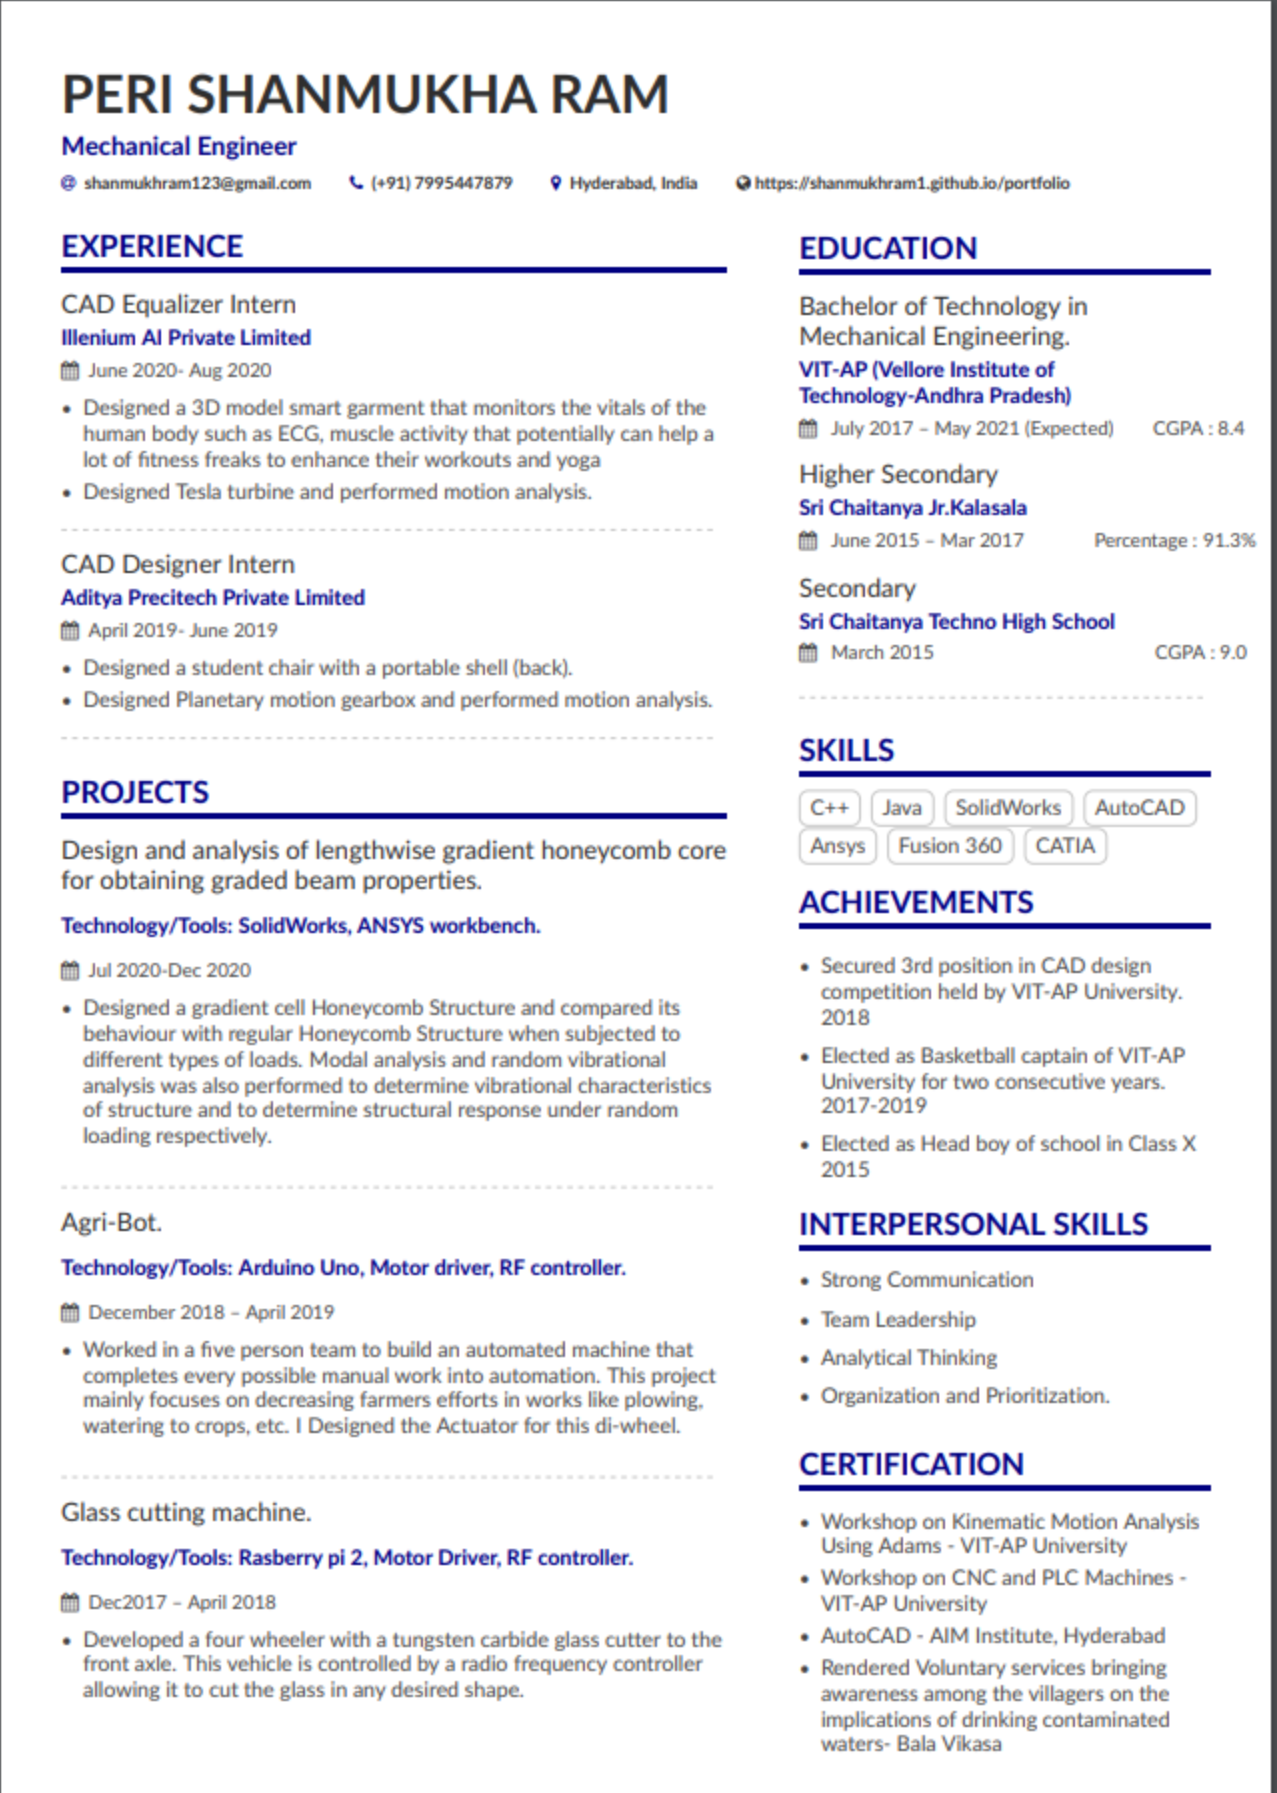 PERI SHANMUKHA RAM
Mechanical Engineer
@ shanmukhram123@gmail.com (+91) 7995447879 Hyderabad, India https://shanmukhram1.github.io/portfolio
EXPERIENCE
CAD Equalizer Intern
Illenium AI Private Limited
June 2020- Aug 2020
• Designed a 3D model smart garment that monitors the vitals of the
human body such as ECG, muscle activity that potentially can help a
lot of fitness freaks to enhance their workouts and yoga
• Designed Tesla turbine and performed motion analysis.
CAD Designer Intern
Aditya Precitech Private Limited
April 2019- June 2019
• Designed a student chair with a portable shell (back).
• Designed Planetary motion gearbox and performed motion analysis.
PROJECTS
Design and analysis of lengthwise gradient honeycomb core
for obtaining graded beam properties.
Technology/Tools: SolidWorks, ANSYS workbench.
Jul 2020-Dec 2020
• Designed a gradient cell Honeycomb Structure and compared its
behaviour with regular Honeycomb Structure when subjected to
different types of loads. Modal analysis and random vibrational
analysis was also performed to determine vibrational characteristics
of structure and to determine structural response under random
loading respectively.
Agri-Bot.
Technology/Tools: Arduino Uno, Motor driver, RF controller.
December 2018 – April 2019
• Worked in a five person team to build an automated machine that
completes every possible manual work into automation. This project
mainly focuses on decreasing farmers efforts in works like plowing,
watering to crops, etc. I Designed the Actuator for this di-wheel.
Glass cutting machine.
Technology/Tools: Rasberry pi 2, Motor Driver, RF controller.
Dec2017 – April 2018
• Developed a four wheeler with a tungsten carbide glass cutter to the
front axle. This vehicle is controlled by a radio frequency controller
allowing it to cut the glass in any desired shape.
EDUCATION
Bachelor of Technology in
Mechanical Engineering.
VIT-AP (Vellore Institute of
Technology-Andhra Pradesh)
July 2017 – May 2021 (Expected) CGPA : 8.4
Higher Secondary
Sri Chaitanya Jr.Kalasala
June 2015 – Mar 2017 Percentage : 91.3%
Secondary
Sri Chaitanya Techno High School
March 2015 CGPA : 9.0
SKILLS
C++ Java SolidWorks AutoCAD
Ansys Fusion 360 CATIA
ACHIEVEMENTS
• Secured 3rd position in CAD design
competition held by VIT-AP University.
2018
• Elected as Basketball captain of VIT-AP
University for two consecutive years.
2017-2019
• Elected as Head boy of school in Class X
2015
INTERPERSONAL SKILLS
• Strong Communication
• Team Leadership
• Analytical Thinking
• Organization and Prioritization.
CERTIFICATION
• Workshop on Kinematic Motion Analysis
Using Adams - VIT-AP University
• Workshop on CNC and PLC Machines -
VIT-AP University
• AutoCAD - AIM Institute, Hyderabad
• Rendered Voluntary services bringing
awareness among the villagers on the
implications of drinking contaminated
waters- Bala Vikasa